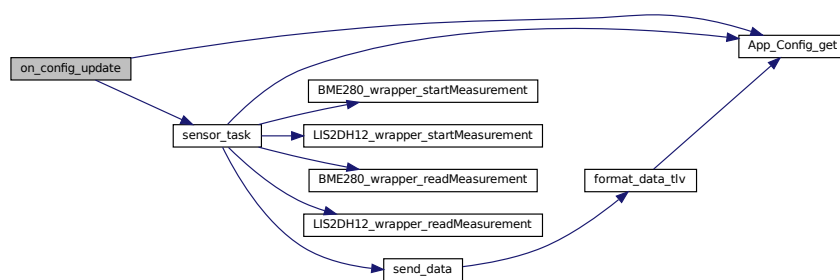 on_config_update
sensor_task
App_Config_get
BME280_wrapper_startMeasurement
LIS2DH12_wrapper_startMeasurement
BME280_wrapper_readMeasurement
LIS2DH12_wrapper_readMeasurement
send_data
format_data_tlv